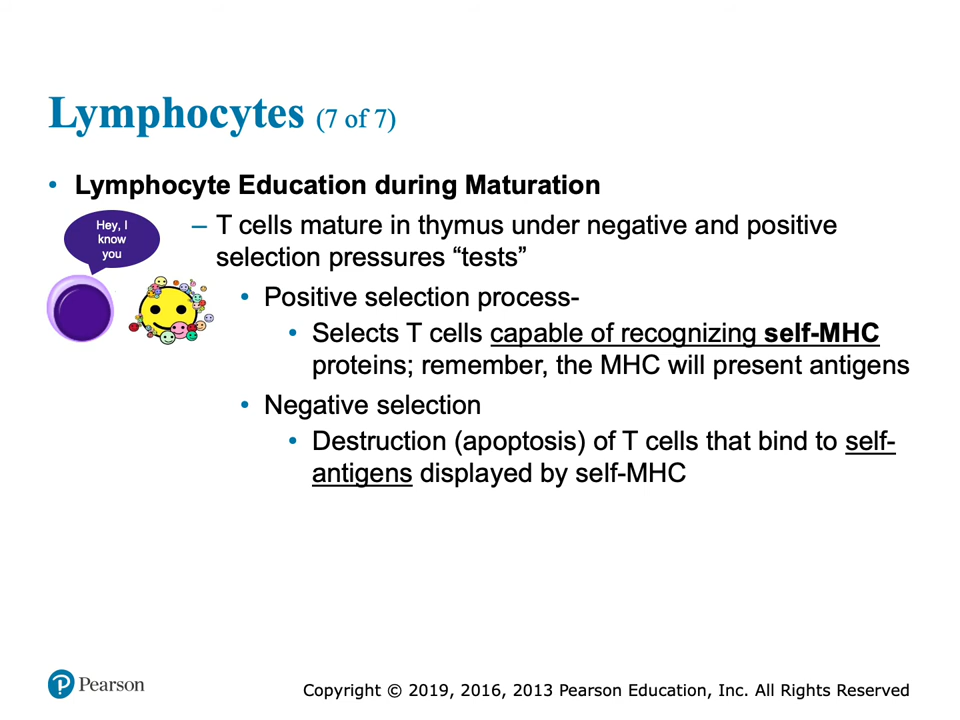 Lymphocytes (7 of 7)
• Lymphocyte Education during Maturation
Hey, I
know
you
– T cells mature in thymus under negative and positive
selection pressures “tests”
• Positive selection process-
• Selects T cells capable of recognizing self-MHC
proteins; remember, the MHC will present antigens
• Negative selection
• Destruction (apoptosis) of T cells that bind to self-
antigens displayed by self-MHC
Pearson
Copyright © 2019, 2016, 2013 Pearson Education, Inc. All Rights Reserved